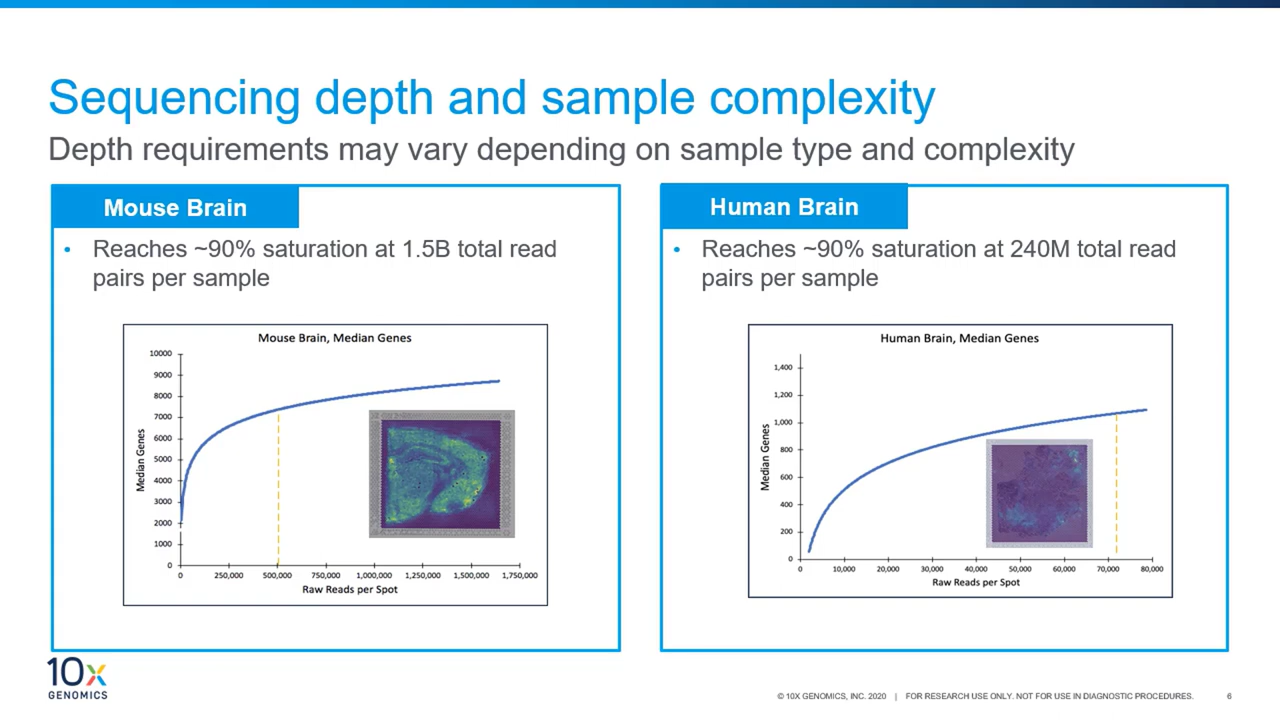 Sequencing depth and sample complexity
Depth requirements may vary depending on sample type and complexity
Mouse Brain
• Reaches ~90% saturation at 1.5B total read
pairs per sample
Mouse Brain, Median Genes
Median Genes
10000
9000
8000
7000
6000
5000
4000
3000
2000
1000
0
0 250,000 500,000 750,000 1,000,000 1,250,000 1,500,000 1,750,000
Raw Reads per Spot
Human Brain
• Reaches ~90% saturation at 240M total read
pairs per sample
Human Brain, Median Genes
Median Genes
1,400
1,200
1,000
800
600
400
200
0
0 10,000 20,000 30,000 40,000 50,000 60,000 70,000 80,000
Raw Reads per Spot
10x
GENOMICS
© 10X GENOMICS, INC. 2020 | FOR RESEARCH USE ONLY. NOT FOR USE IN DIAGNOSTIC PROCEDURES. 6